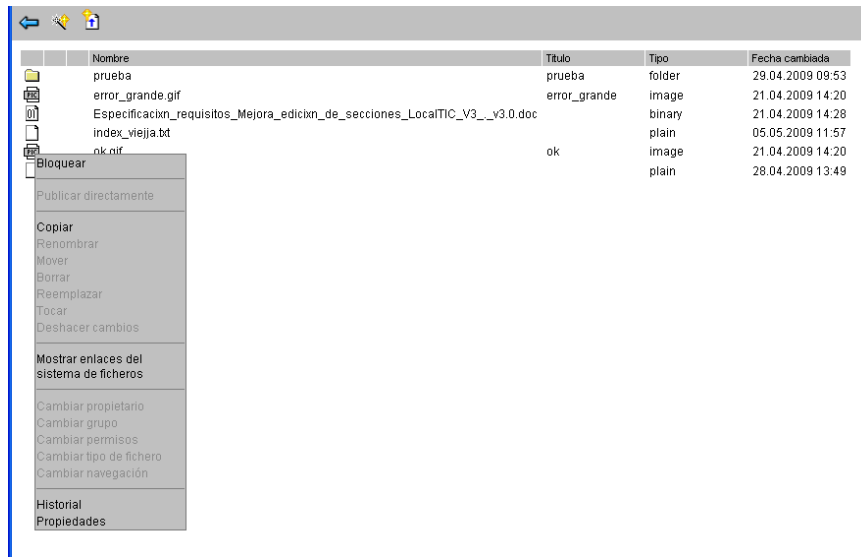 Nombre Titulo Tipo Fecha cambiada
prueba prueba folder 29.04.2009 09:53
error_grande.gif error_grande image 21.04.2009 14:20
Especificacixn_requisitos_Mejora_edicixn_de_secciones_LocalTIC_V3_._v3.0.doc binary 21.04.2009 14:28
index_viejja.txt plain 05.05.2009 11:57
ok.gif ok image 21.04.2009 14:20
plain 28.04.2009 13:49
Bloquear
Publicar directamente
Copiar
Renombrar
Mover
Borrar
Reemplazar
Tocar
Deshacer cambios
Mostrar enlaces del
sistema de ficheros
Cambiar propietario
Cambiar grupo
Cambiar permisos
Cambiar tipo de fichero
Cambiar navegación
Historial
Propiedades